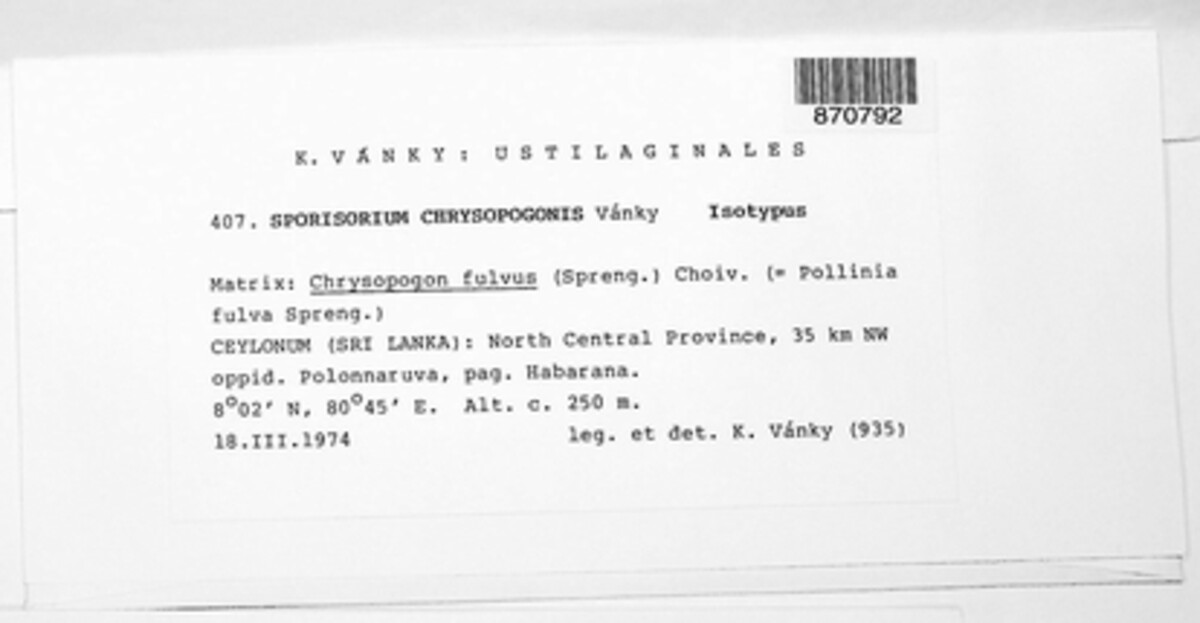 870792
K. VÁNKY: USTILAGINALES
407. SPORISORIUM CHRYSOPOGONIS Vánky Isotypus
Matrix: Chrysopogon fulvus (Spreng.) Choiv. (= Pollinia
fulva Spreng.)
CEYLONUM (SRI LANKA): North Central Province, 35 km NW
oppid. Polonnaruva, pag. Habarana.
8°02' N, 80°45' E. Alt. c. 250 m.
18.III.1974 leg. et det. K. Vánky (935)